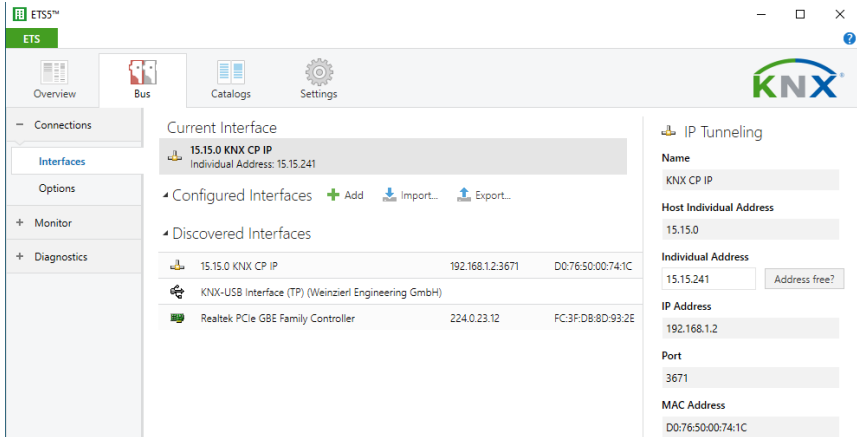 ETS5™
ETS
Overview
Bus
Catalogs
Settings
KNX®
Connections
Interfaces
Options
Monitor
Diagnostics
Current Interface
15.15.0 KNX CP IP
Individual Address: 15.15.241
Configured Interfaces Add Import... Export...
Discovered Interfaces
15.15.0 KNX CP IP 192.168.1.2:3671 D0:76:50:00:74:1C
KNX-USB Interface (TP) (Weinzierl Engineering GmbH)
Realtek PCIe GBE Family Controller 224.0.23.12 FC:3F:DB:8D:93:2E
IP Tunneling
Name
KNX CP IP
Host Individual Address
15.15.0
Individual Address
15.15.241 Address free?
IP Address
192.168.1.2
Port
3671
MAC Address
D0:76:50:00:74:1C